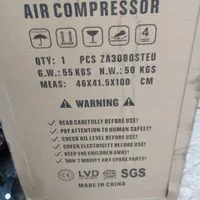 AIR COMPRESSOR
4
QTY: 1 PCS ZA3080STEU
G.W.: 55 KGS N.W.: 50 KGS
MEAS: 46X41.5X100 CM
WARNING
READ CAREFULLY BEFORE USE!
PAY ATTENTION TO HUMAN SAFETY!
CHECK OIL LEVEL BEFORE USE!
CHECK ELECTRICITY BEFORE USE!
KEEP THE CHILDREN AWAY!
DON'T MODIFY ANY SPARE PARTS!
CE LVD SGS
MADE IN CHINA